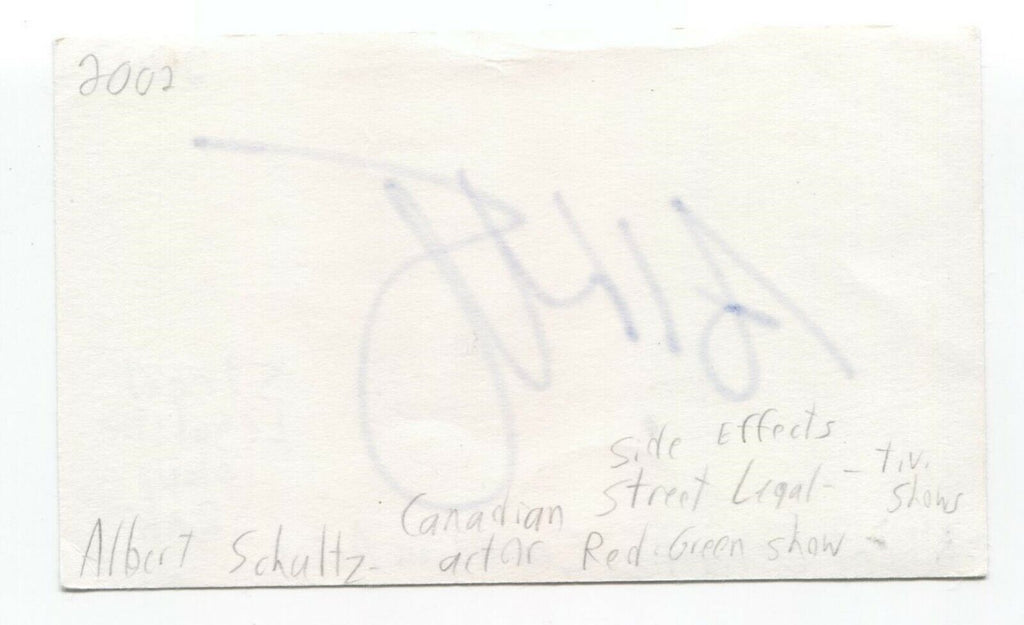 2002
Side Effects
Street Legal - t.v. shows
Albert Schultz - Canadian actor Red Green show -